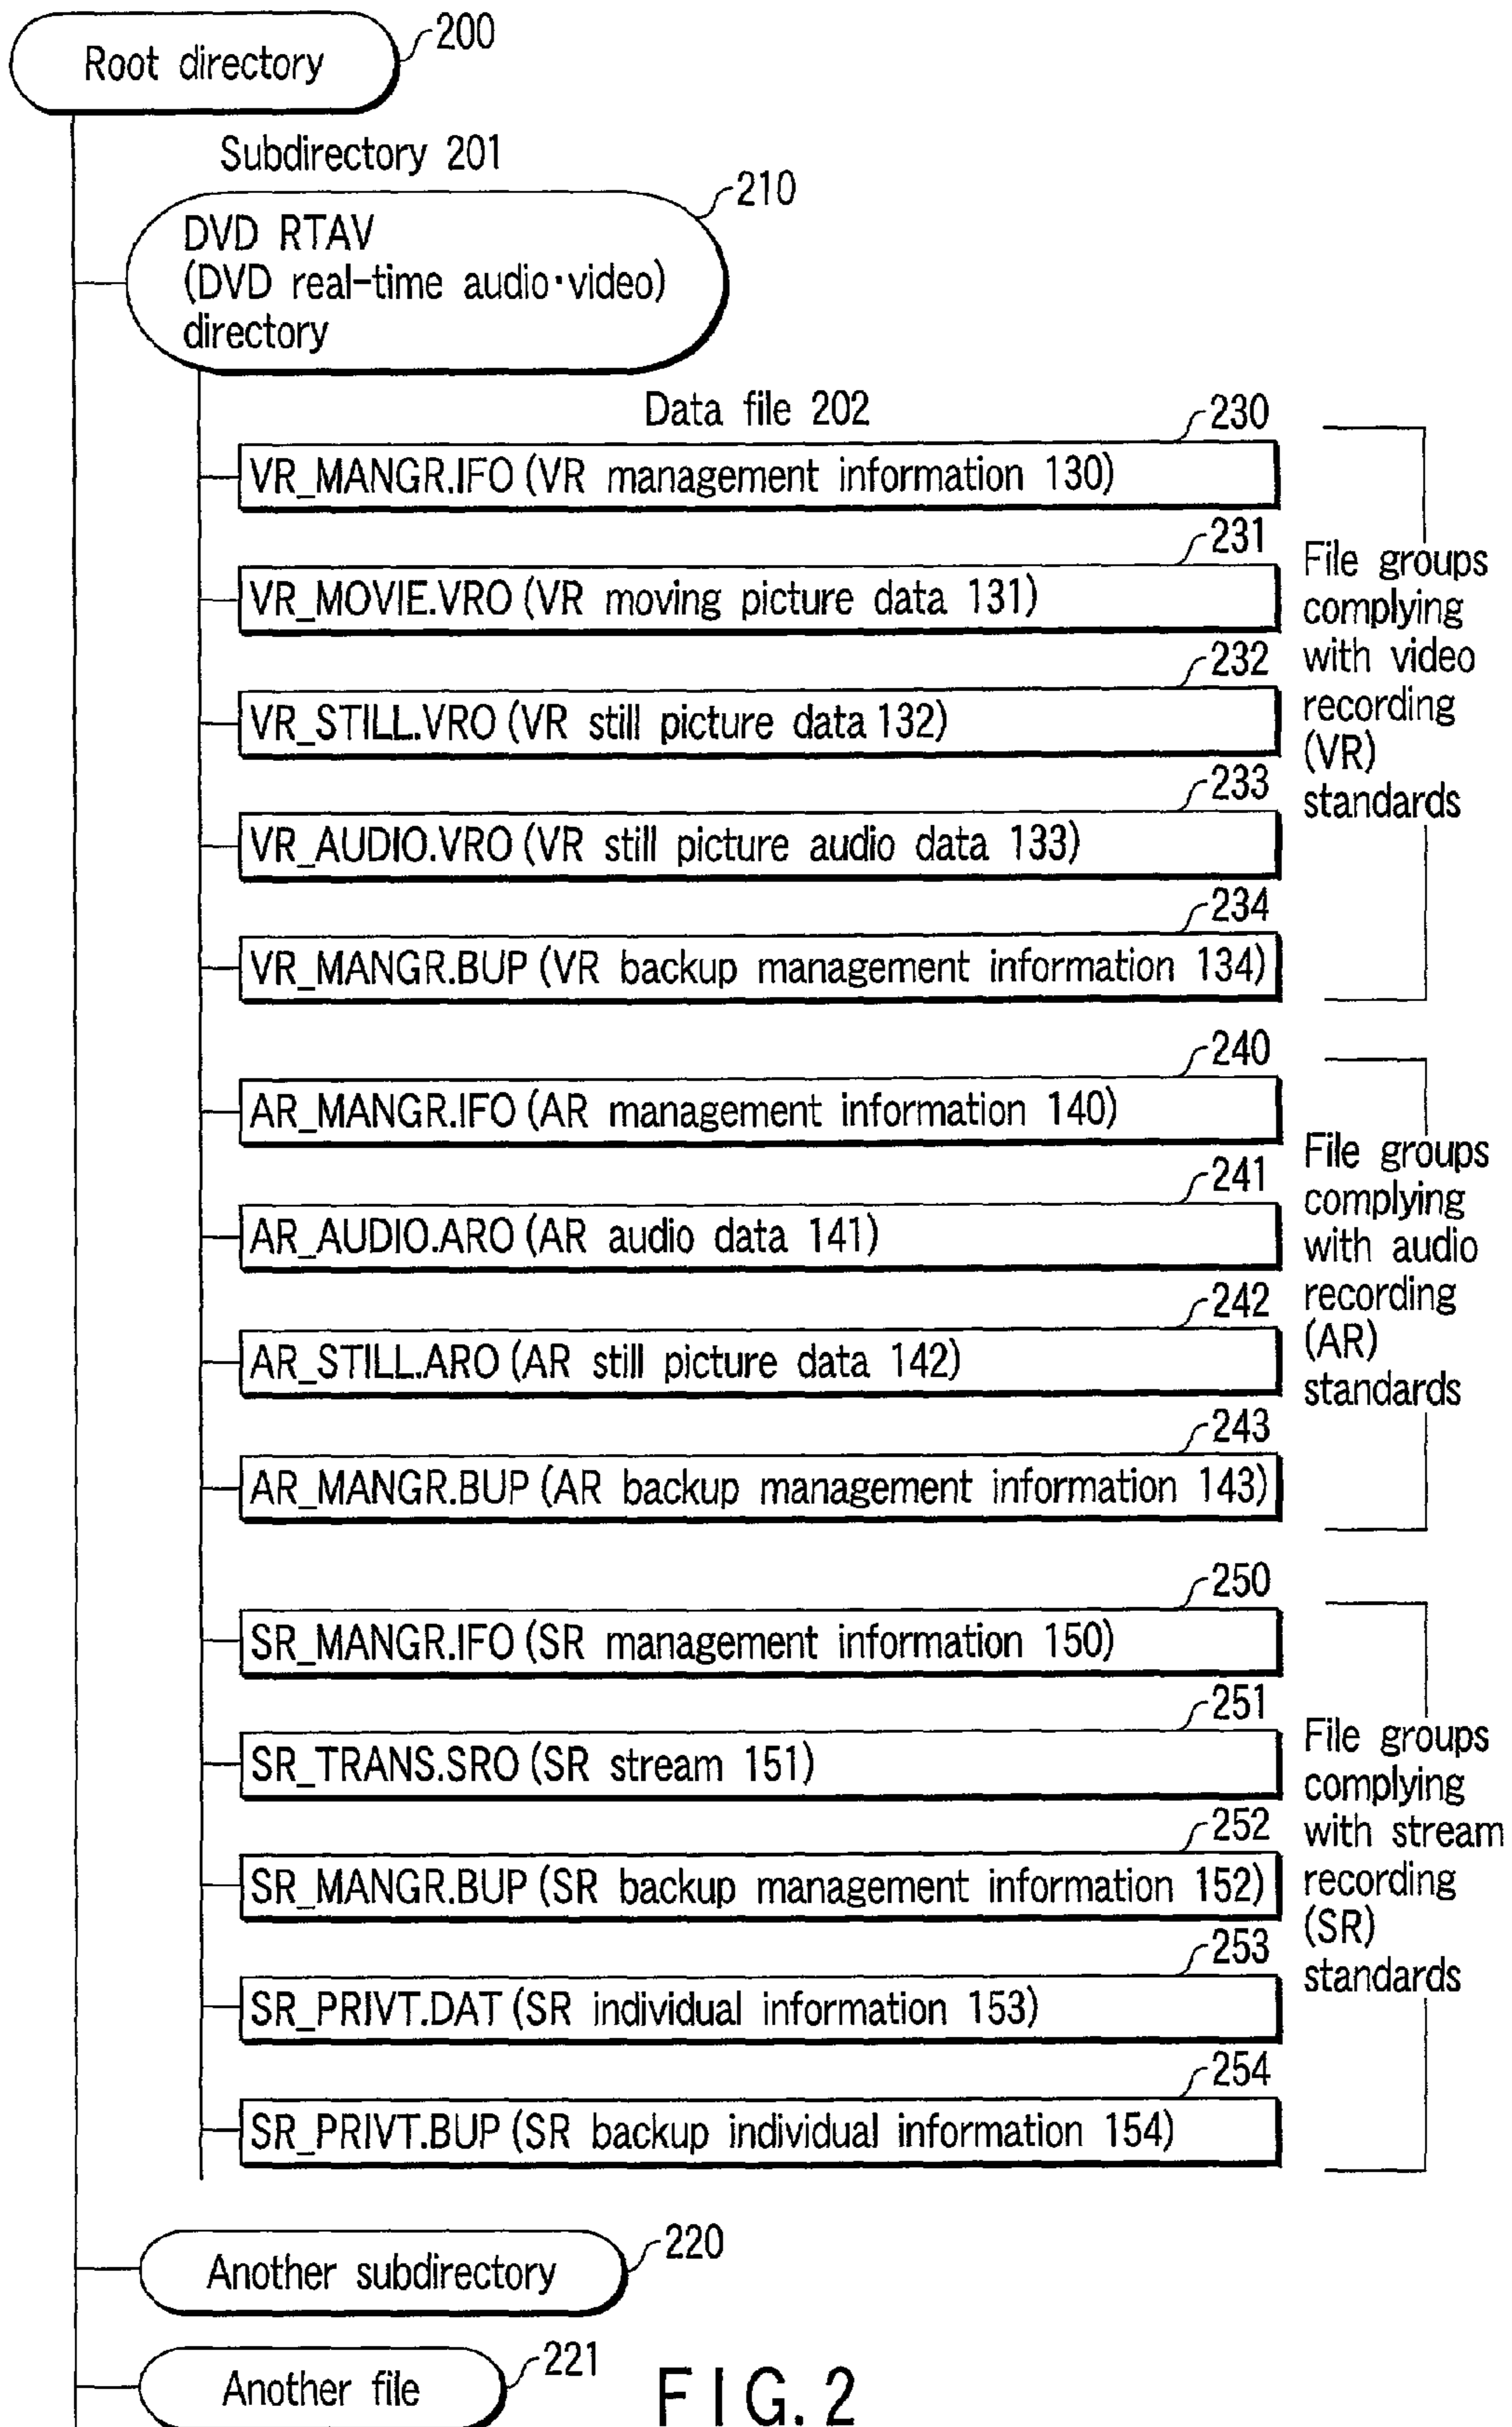 Root directory
200
Subdirectory 201
210
DVD RTAV
(DVD real-time audio·video)
directory
Data file 202
230
VR_MANGR.IFO (VR management information 130)
231
VR_MOVIE.VRO (VR moving picture data 131)
232
VR_STILL.VRO (VR still picture data 132)
233
VR_AUDIO.VRO (VR still picture audio data 133)
234
VR_MANGR.BUP (VR backup management information 134)
File groups
complying
with video
recording
(VR)
standards
240
AR_MANGR.IFO (AR management information 140)
241
AR_AUDIO.ARO (AR audio data 141)
242
AR_STILL.ARO (AR still picture data 142)
243
AR_MANGR.BUP (AR backup management information 143)
File groups
complying
with audio
recording
(AR)
standards
250
SR_MANGR.IFO (SR management information 150)
251
SR_TRANS.SRO (SR stream 151)
252
SR_MANGR.BUP (SR backup management information 152)
253
SR_PRIVT.DAT (SR individual information 153)
254
SR_PRIVT.BUP (SR backup individual information 154)
File groups
complying
with stream
recording
(SR)
standards
220
Another subdirectory
221
Another file
FIG. 2